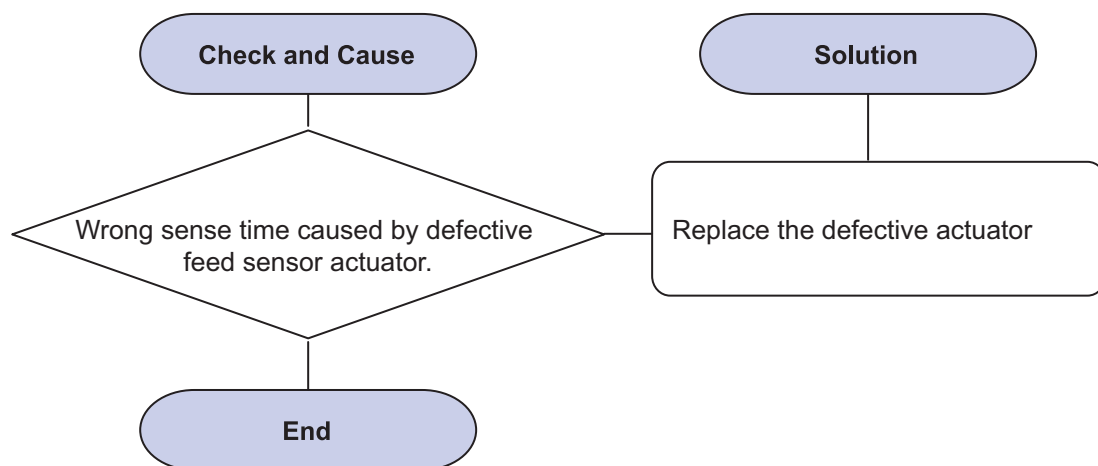 Check and Cause
Solution
Wrong sense time caused by defective
feed sensor actuator.
Replace the defective actuator
End